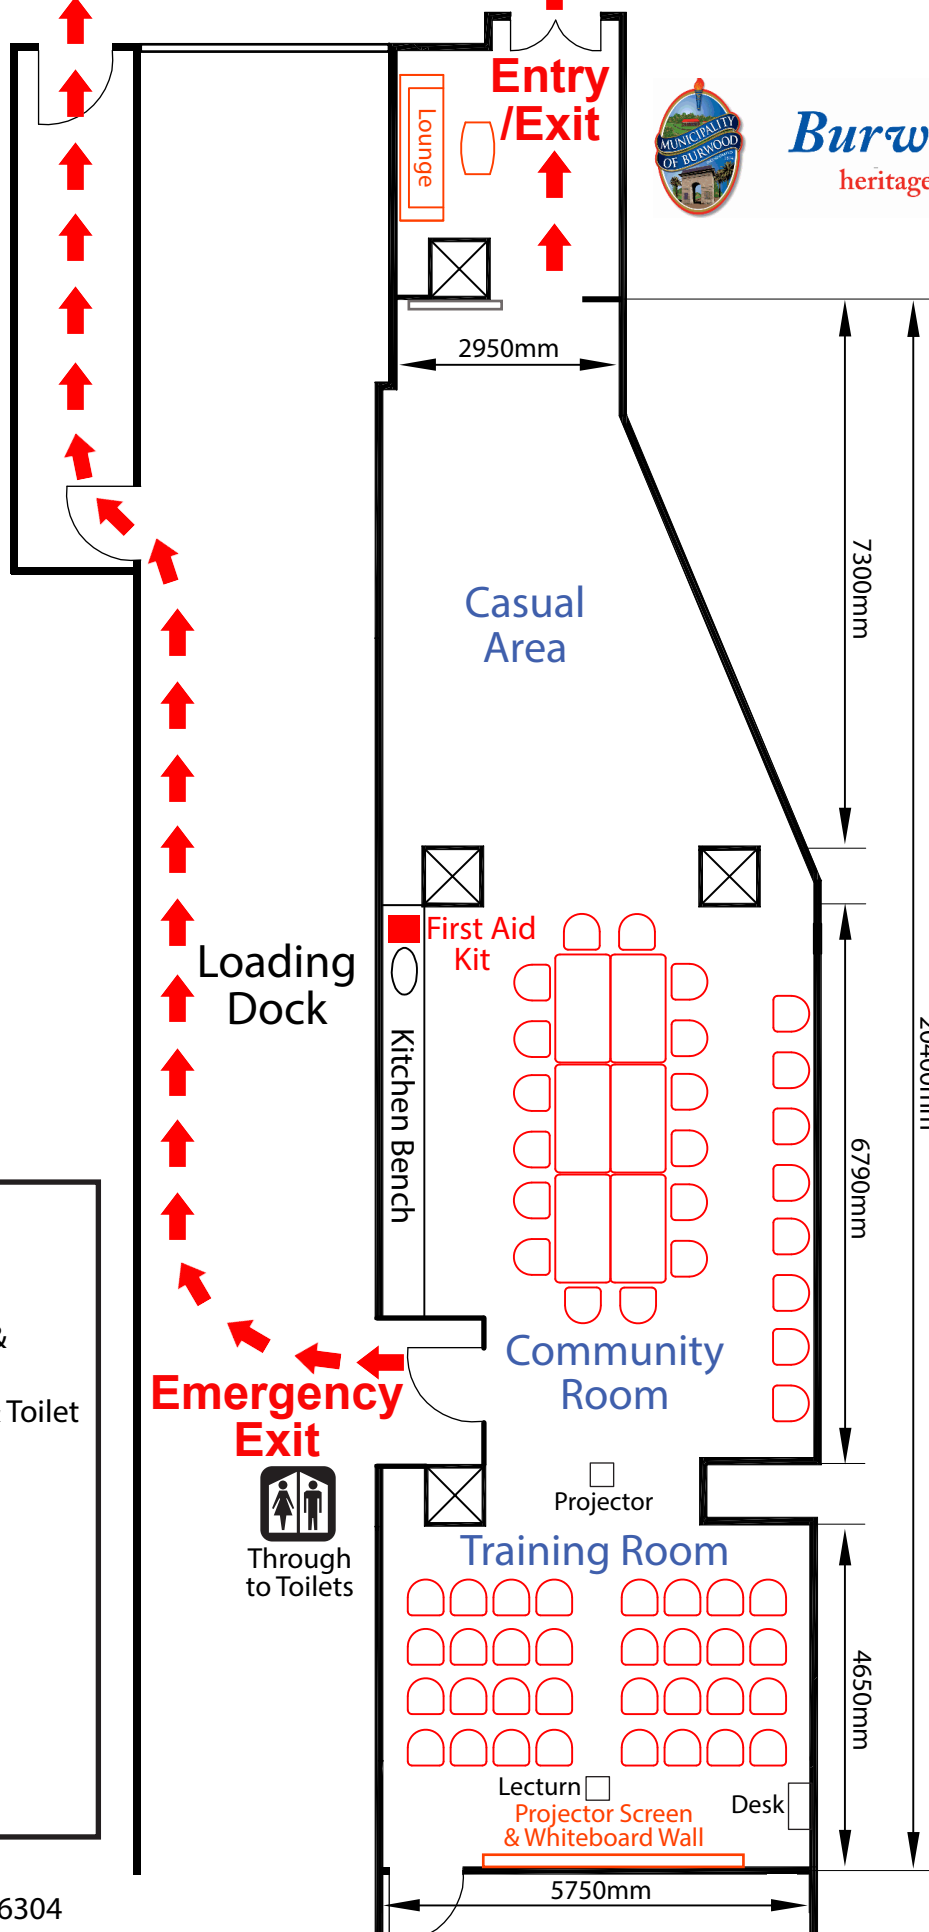 Entry
/Exit
Lounge
MUNICIPALITY
OF BURWOOD
Burw
heritage
2950mm
7300mm
Casual
Area
First Aid
Kit
Loading
Dock
Kitchen Bench
20400mm
6790mm
&
Toilet
Community
Room
Emergency
Exit
Projector
Through
to Toilets
Training Room
4650mm
Lecturn
Desk
Projector Screen
& Whiteboard Wall
5750mm
6304